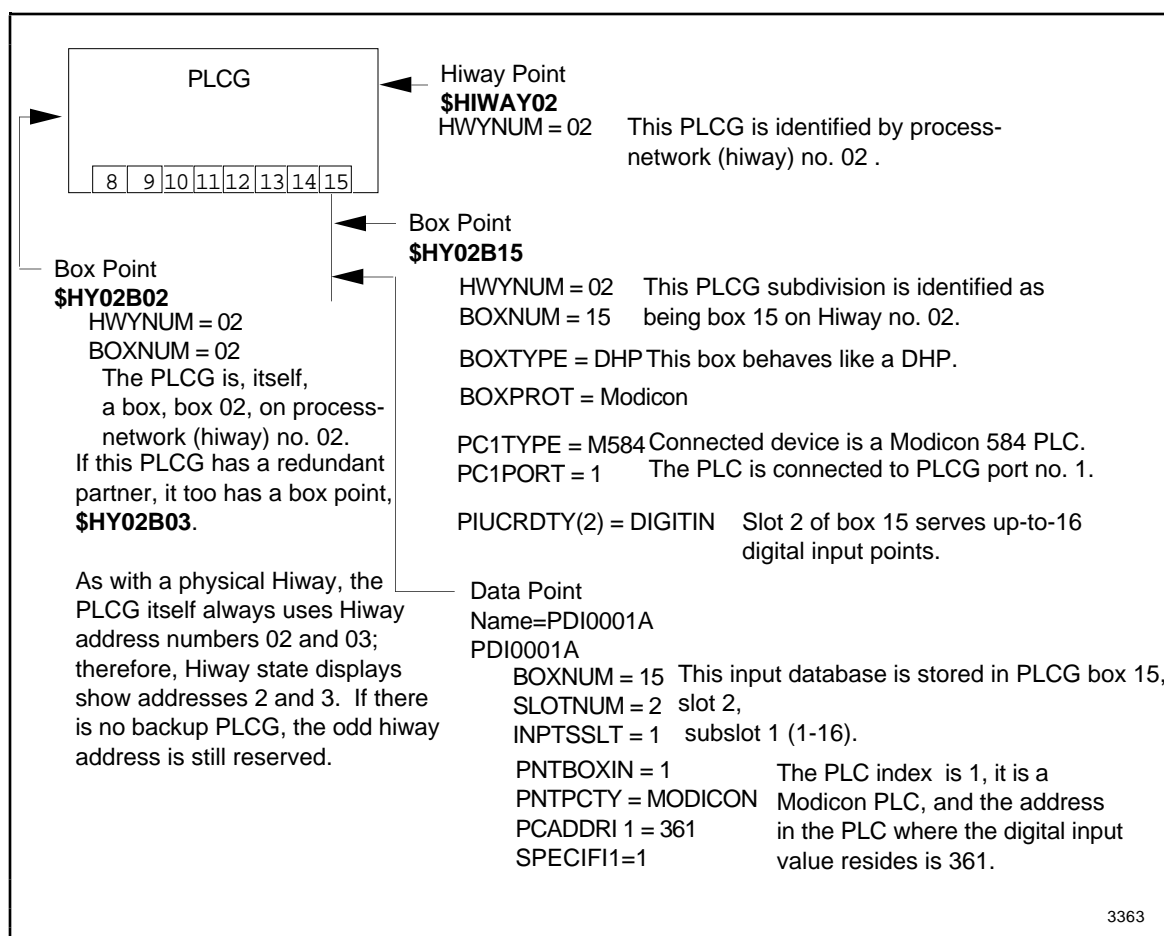 PLCG
8 9 10 11 12 13 14 15
Hiway Point
$HIWAY02
HWYNUM = 02 This PLCG is identified by process-
network (hiway) no. 02 .
Box Point
$HY02B02
HWYNUM = 02
BOXNUM = 02
The PLCG is, itself,
a box, box 02, on process-
network (hiway) no. 02.
If this PLCG has a redundant
partner, it too has a box point,
$HY02B03.
As with a physical Hiway, the
PLCG itself always uses Hiway
address numbers 02 and 03;
therefore, Hiway state displays
show addresses 2 and 3. If there
is no backup PLCG, the odd hiway
address is still reserved.
Box Point
$HY02B15
HWYNUM = 02 This PLCG subdivision is identified as
BOXNUM = 15 being box 15 on Hiway no. 02.
BOXTYPE = DHP This box behaves like a DHP.
BOXPROT = Modicon
PC1TYPE = M584 Connected device is a Modicon 584 PLC.
PC1PORT = 1 The PLC is connected to PLCG port no. 1.
PIUCRDTY(2) = DIGITIN Slot 2 of box 15 serves up-to-16
digital input points.
Data Point
Name=PDI0001A
PDI0001A
BOXNUM = 15 This input database is stored in PLCG box 15,
SLOTNUM = 2 slot 2,
INPTSSLT = 1 subslot 1 (1-16).
PNTBOXIN = 1 The PLC index is 1, it is a
PNTPCTY = MODICON Modicon PLC, and the address
PCADDRI 1 = 361 in the PLC where the digital input
SPECIFI1=1 value resides is 361.
3363